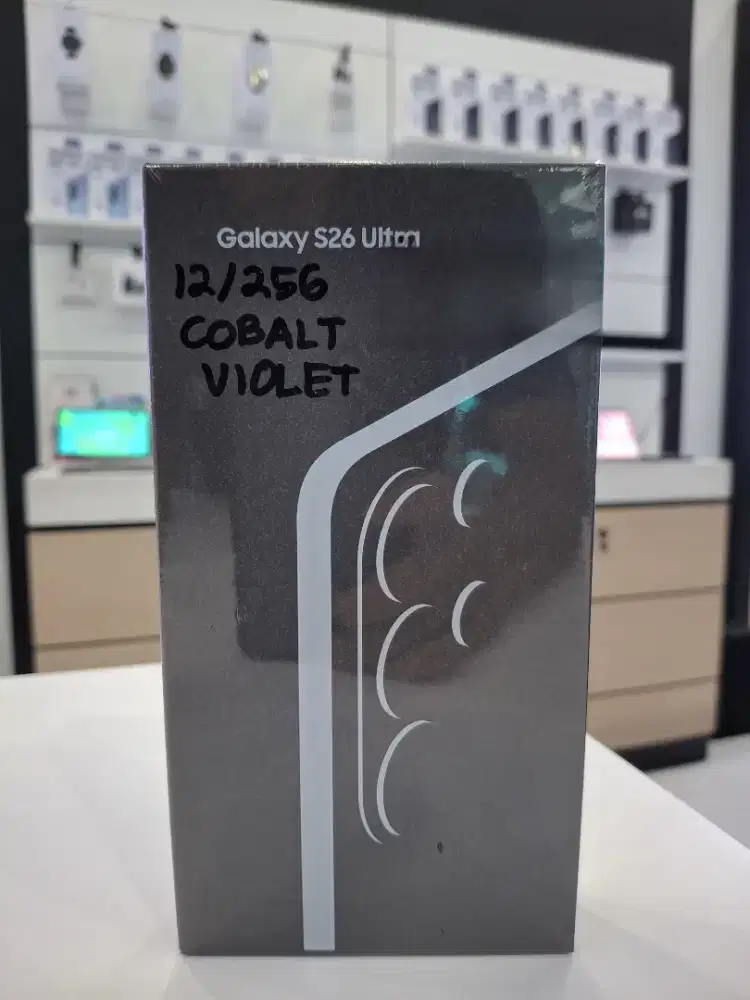 Galaxy S26 Ultra
12/256
COBALT
VIOLET